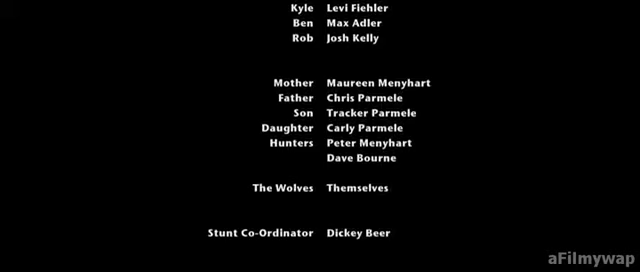 Kyle Levi Fiehler
Ben Max Adler
Rob Josh Kelly
Mother Maureen Menyhart
Father Chris Parmele
Son Tracker Parmele
Daughter Carly Parmele
Hunters Peter Menyhart
Dave Bourne
The Wolves Themselves
Stunt Co-Ordinator Dickey Beer
aFilmywap